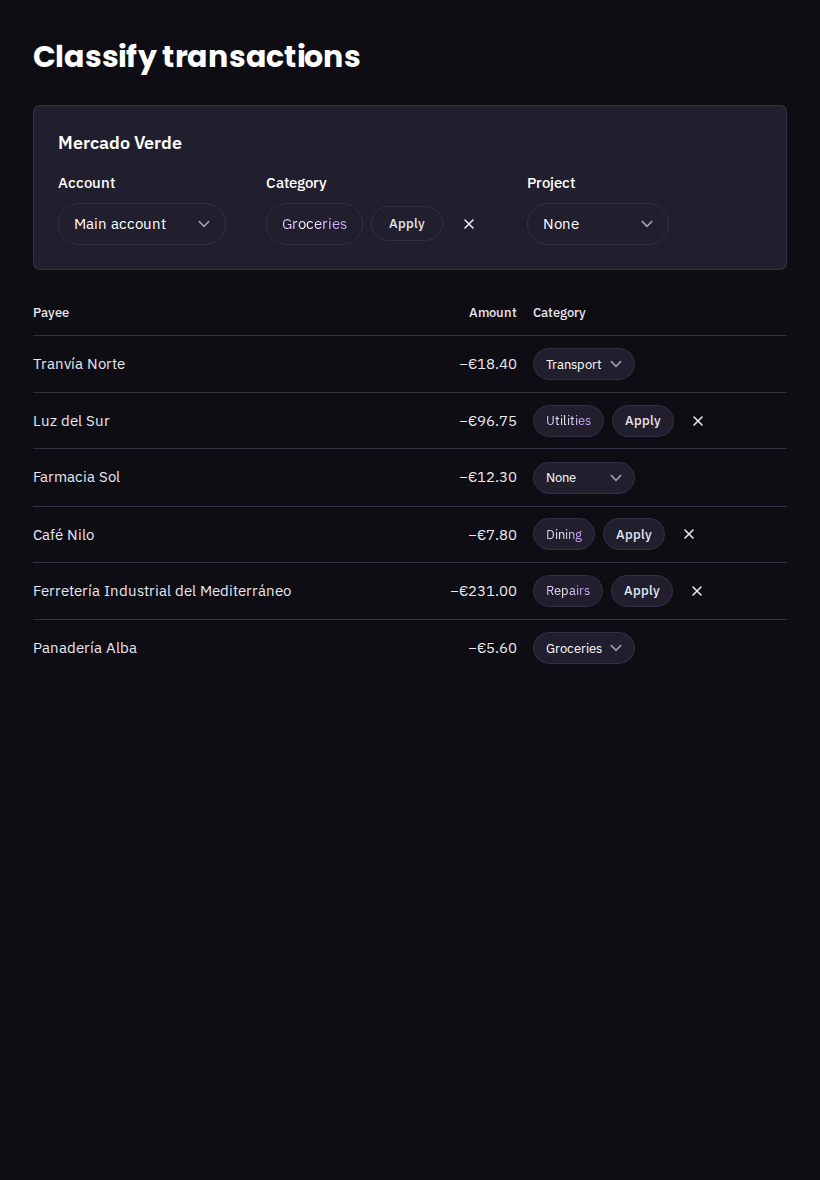 Classify transactions
Mercado Verde
Account Category Project
Main account Groceries Apply × None
Payee Amount Category
Tranvía Norte −€18.40 Transport
Luz del Sur −€96.75 Utilities Apply ×
Farmacia Sol −€12.30 None
Café Nilo −€7.80 Dining Apply ×
Ferretería Industrial del Mediterráneo −€231.00 Repairs Apply ×
Panadería Alba −€5.60 Groceries